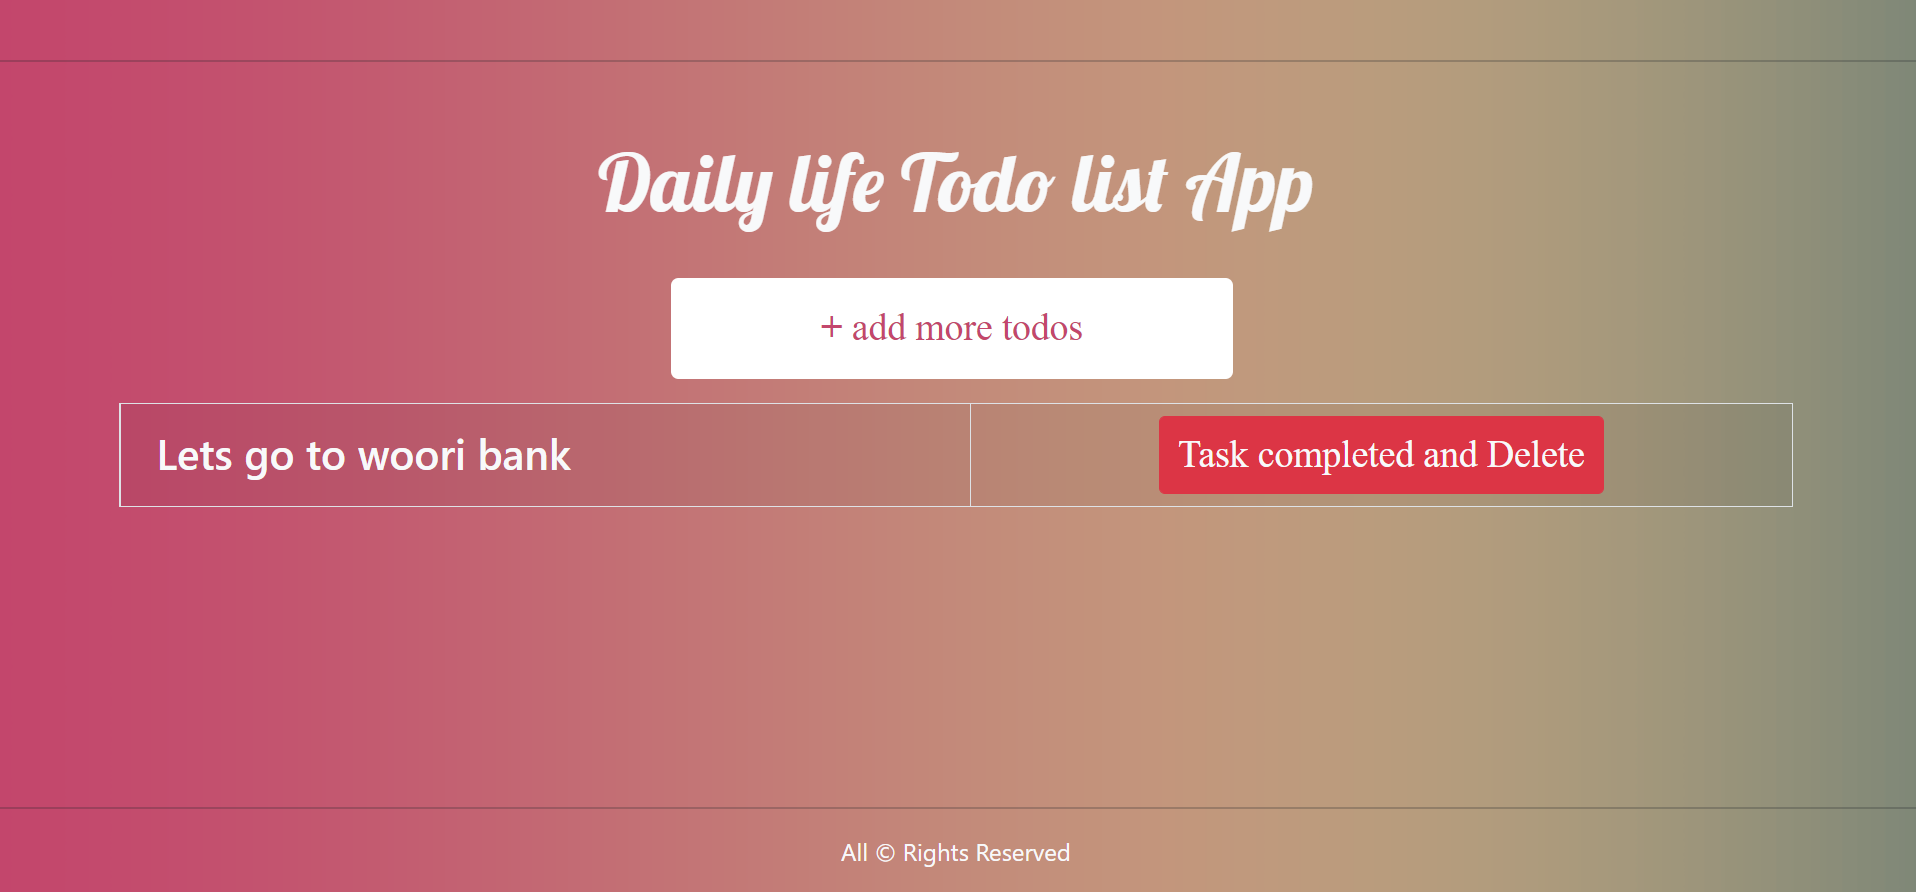 Daily life Todo list App
+ add more todos
Lets go to woori bank
Task completed and Delete
All © Rights Reserved